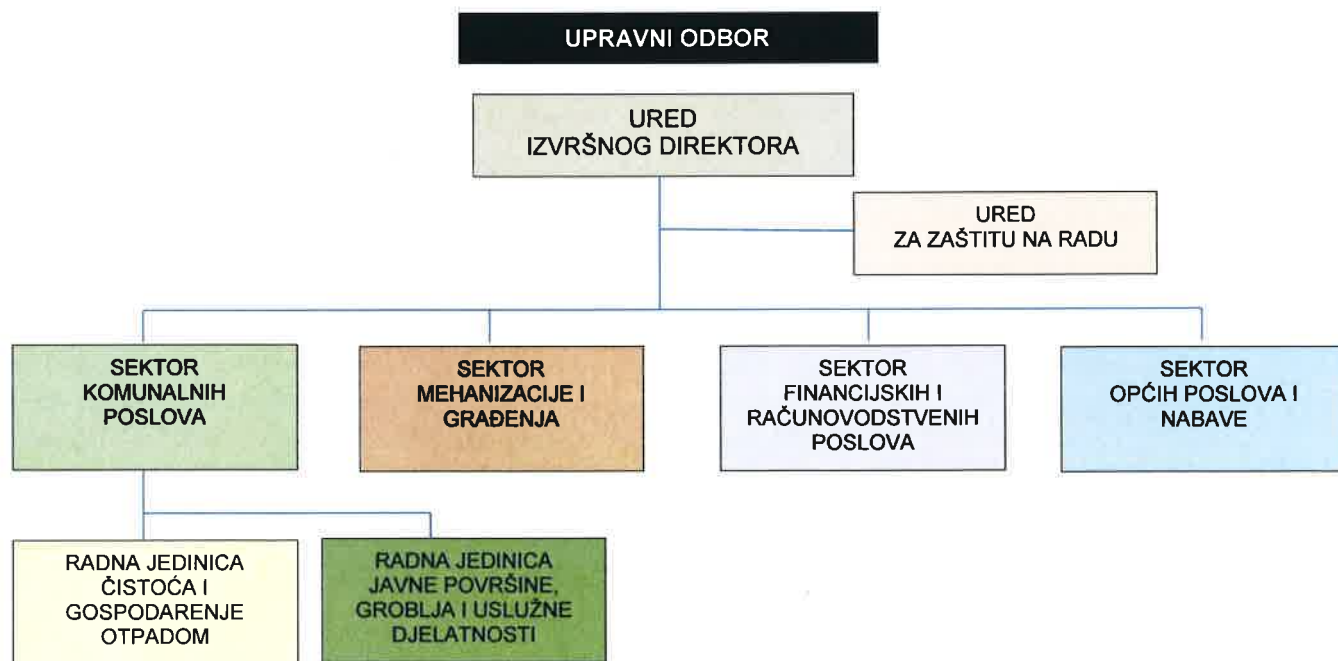 UPRAVNI ODBOR
URED
IZVRŠNOG DIREKTORA
URED
ZA ZAŠTITU NA RADU
SEKTOR
KOMUNALNIH
POSLOVA
SEKTOR
MEHANIZACIJE I
GRAĐENJA
SEKTOR
FINANCIJSKIH I
RAČUNOVODSTVENIH
POSLOVA
SEKTOR
OPĆIH POSLOVA I
NABAVE
RADNA JEDINICA
ČISTOĆA I
GOSPODARENJE
OTPADOM
RADNA JEDINICA
JAVNE POVRŠINE,
GROBLJA I USLUŽNE
DJELATNOSTI